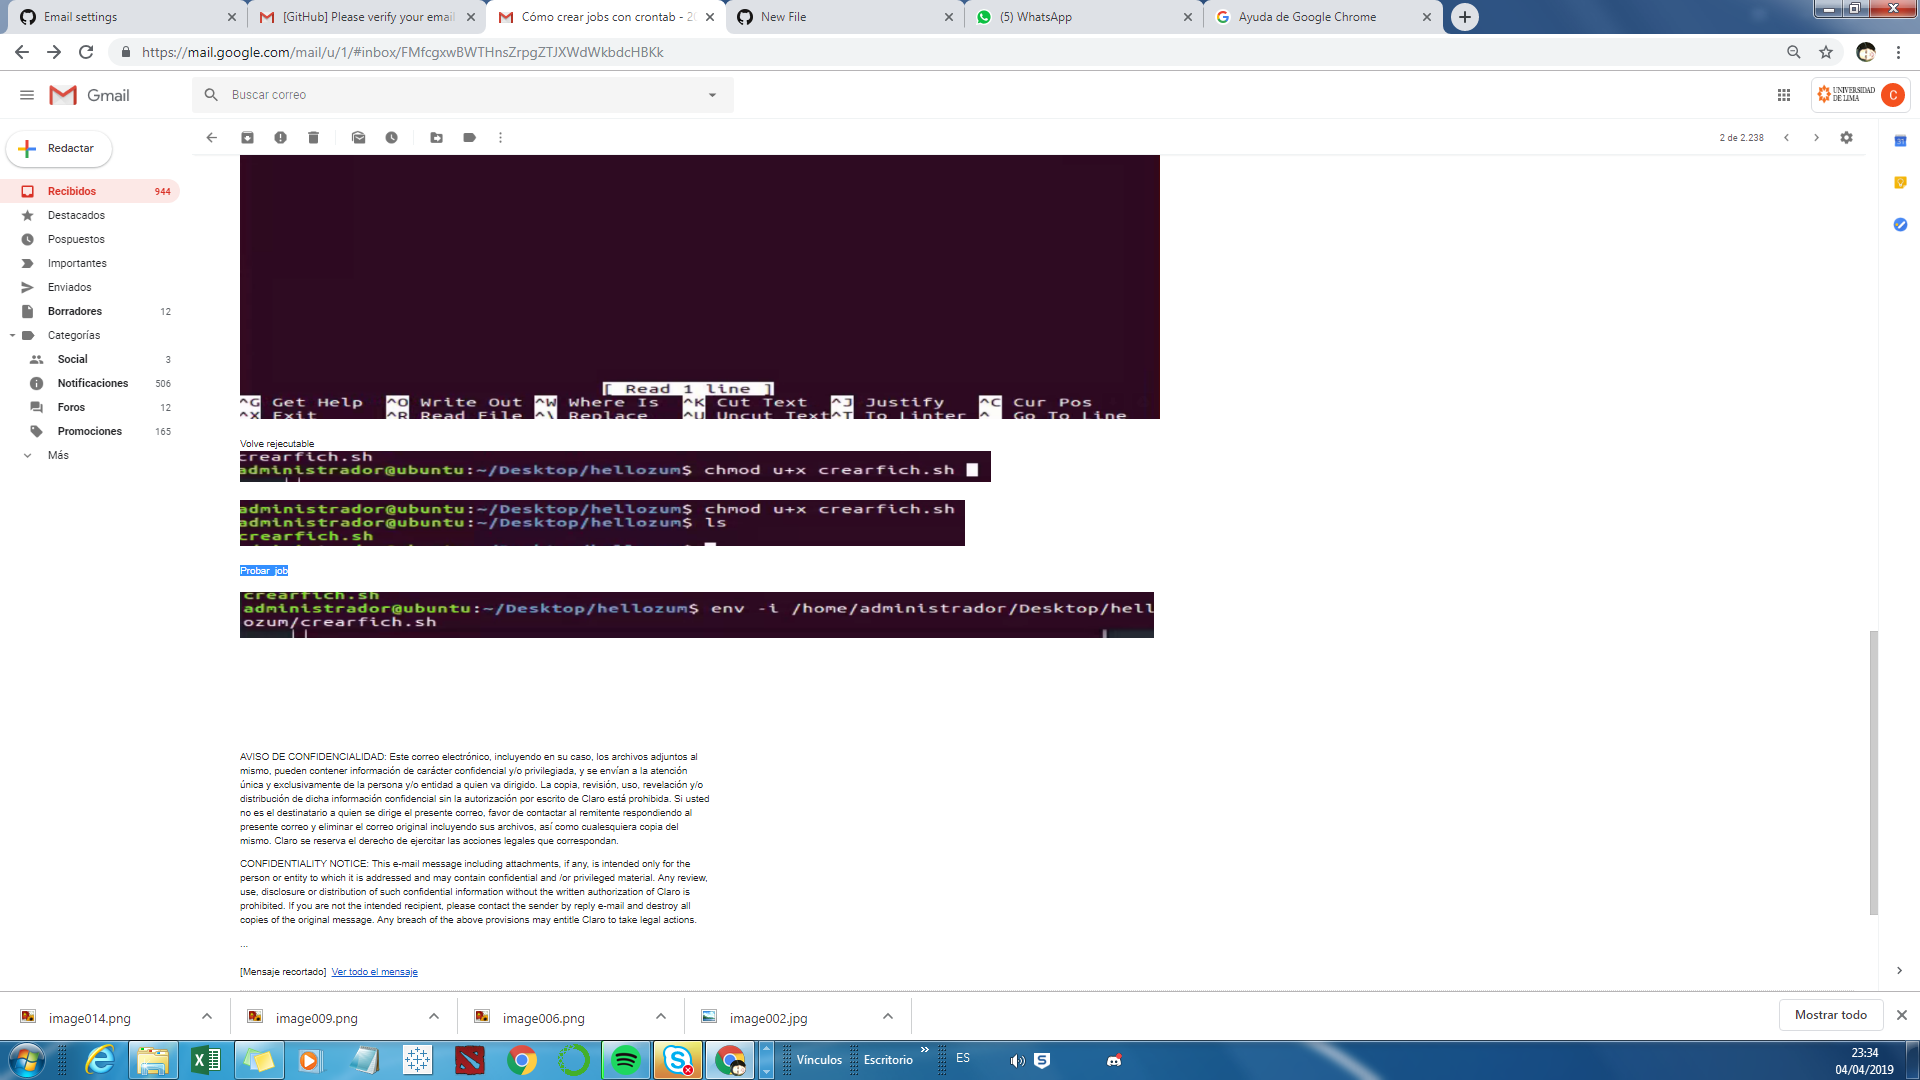 Email settings
[GitHub] Please verify your email
Cómo crear jobs con crontab - 20
New File
(5) WhatsApp
Ayuda de Google Chrome
https://mail.google.com/mail/u/1/#inbox/FMfcgxwBWTHnsZrpgZTJXWdWkbdcHBKk
Gmail
Buscar correo
UNIVERSIDAD
DE LIMA
C
Redactar
2 de 2.238
Recibidos 944
Destacados
Pospuestos
Importantes
Enviados
Borradores 12
Categorías
Social 3
Notificaciones 506
Foros 12
Promociones 165
Más
[ Read 1 line ]
^G Get Help ^O Write Out ^W Where Is ^K Cut Text ^J Justify ^C Cur Pos
^X Exit ^R Read File ^\ Replace ^U Uncut Text ^T To Linter ^_ Go To Line
Volve rejecutable
crearfich.sh
administrador@ubuntu:~/Desktop/hellozum$ chmod u+x crearfich.sh
administrador@ubuntu:~/Desktop/hellozum$ chmod u+x crearfich.sh
administrador@ubuntu:~/Desktop/hellozum$ ls
crearfich.sh
Probar job
crearfich.sh
administrador@ubuntu:~/Desktop/hellozum$ env -i /home/administrador/Desktop/hell
ozum/crearfich.sh
AVISO DE CONFIDENCIALIDAD: Este correo electrónico, incluyendo en su caso, los archivos adjuntos al
mismo, pueden contener información de carácter confidencial y/o privilegiada, y se envían a la atención
única y exclusivamente de la persona y/o entidad a quien va dirigido. La copia, revisión, uso, revelación y/o
distribución de dicha información confidencial sin la autorización por escrito de Claro está prohibida. Si usted
no es el destinatario a quien se dirige el presente correo, favor de contactar al remitente respondiendo al
presente correo y eliminar el correo original incluyendo sus archivos, así como cualesquiera copia del
mismo. Claro se reserva el derecho de ejercitar las acciones legales que correspondan.
CONFIDENTIALITY NOTICE: This e-mail message including attachments, if any, is intended only for the
person or entity to which it is addressed and may contain confidential and /or privileged material. Any review,
use, disclosure or distribution of such confidential information without the written authorization of Claro is
prohibited. If you are not the intended recipient, please contact the sender by reply e-mail and destroy all
copies of the original message. Any breach of the above provisions may entitle Claro to take legal actions.
...
[Mensaje recortado] Ver todo el mensaje
image014.png
image009.png
image006.png
image002.jpg
Mostrar todo
Vínculos
Escritorio
ES
23:34
04/04/2019